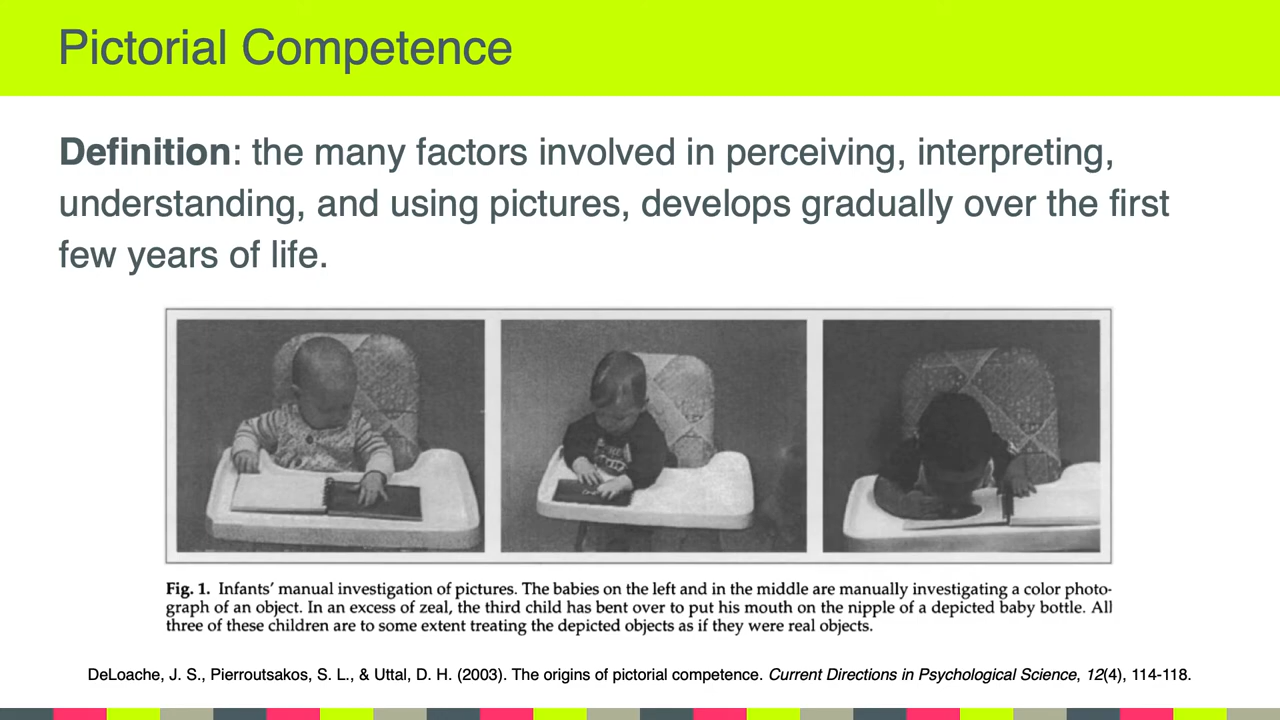 Pictorial Competence
Definition: the many factors involved in perceiving, interpreting,
understanding, and using pictures, develops gradually over the first
few years of life.
Fig. 1. Infants' manual investigation of pictures. The babies on the left and in the middle are manually investigating a color photo-
graph of an object. In an excess of zeal, the third child has bent over to put his mouth on the nipple of a depicted baby bottle. All
three of these children are to some extent treating the depicted objects as if they were real objects.
DeLoache, J. S., Pierroutsakos, S. L., & Uttal, D. H. (2003). The origins of pictorial competence. Current Directions in Psychological Science, 12(4), 114-118.